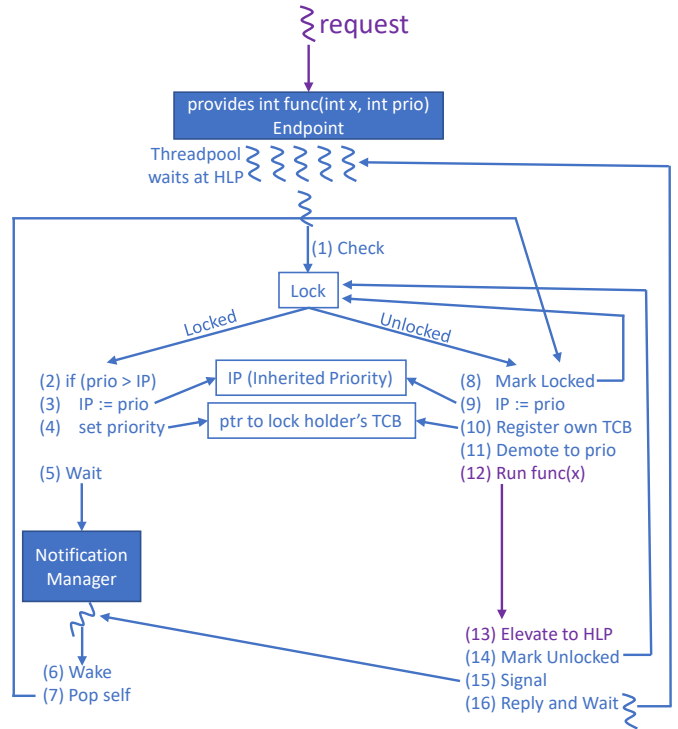 request
provides int func(int x, int prio)
Endpoint
Threadpool
waits at HLP
(1) Check
Lock
Locked
Unlocked
(2) if (prio > IP)
(3) IP := prio
(4) set priority
(5) Wait
IP (Inherited Priority)
ptr to lock holder's TCB
(8) Mark Locked
(9) IP := prio
(10) Register own TCB
(11) Demote to prio
(12) Run func(x)
Notification
Manager
(6) Wake
(7) Pop self
(13) Elevate to HLP
(14) Mark Unlocked
(15) Signal
(16) Reply and Wait